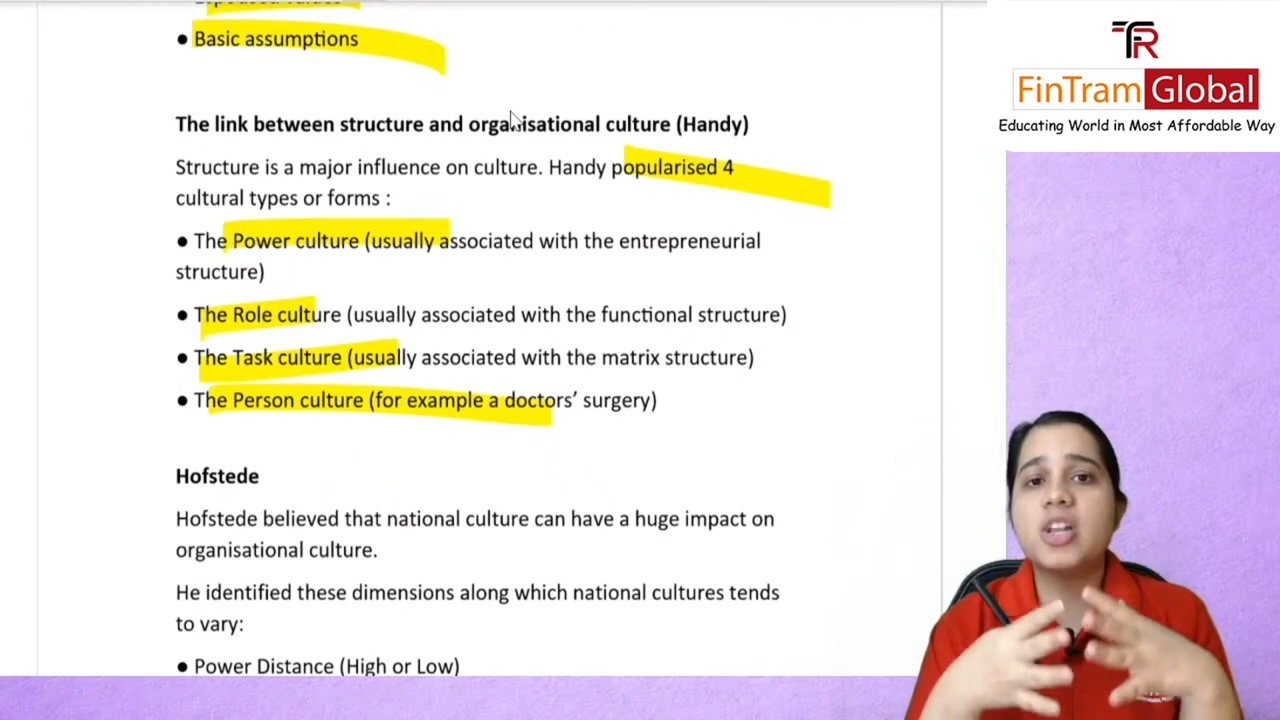 ● Basic assumptions
The link between structure and organisational culture (Handy)
Structure is a major influence on culture. Handy popularised 4
cultural types or forms :
● The Power culture (usually associated with the entrepreneurial
structure)
● The Role culture (usually associated with the functional structure)
● The Task culture (usually associated with the matrix structure)
● The Person culture (for example a doctors’ surgery)
Hofstede
Hofstede believed that national culture can have a huge impact on
organisational culture.
He identified these dimensions along which national cultures tends
to vary:
● Power Distance (High or Low)
FinTram Global
Educating World in Most Affordable Way